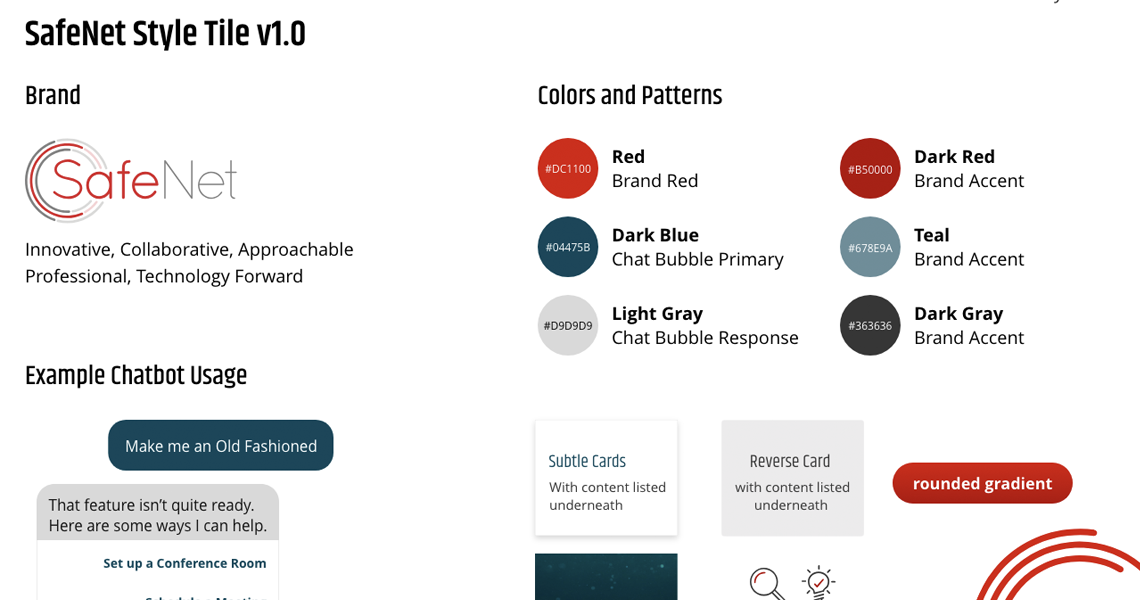 SafeNet Style Tile v1.0
Brand
SafeNet
Innovative, Collaborative, Approachable
Professional, Technology Forward
Colors and Patterns
#DC1100
Red
Brand Red
#B50000
Dark Red
Brand Accent
#04475B
Dark Blue
Chat Bubble Primary
#678E9A
Teal
Brand Accent
#D9D9D9
Light Gray
Chat Bubble Response
#363636
Dark Gray
Brand Accent
Example Chatbot Usage
Make me an Old Fashioned
That feature isn’t quite ready.
Here are some ways I can help.
Set up a Conference Room
Schedule a Meeting
Subtle Cards
With content listed
underneath
Reverse Card
with content listed
underneath
rounded gradient